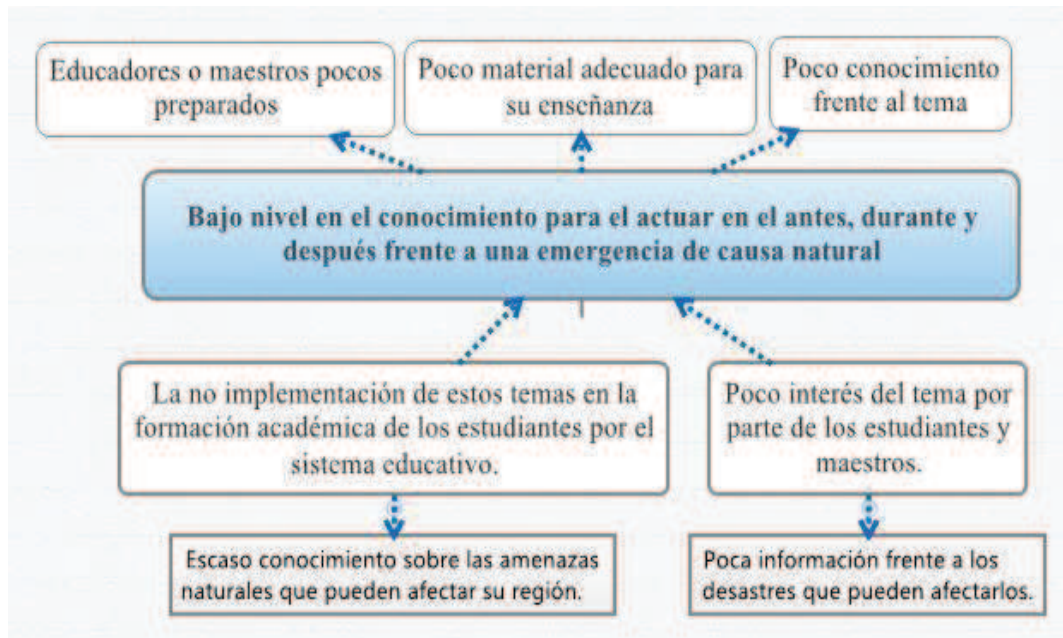 Educadores o maestros pocos
preparados
Poco material adecuado para
su enseñanza
Poco conocimiento
frente al tema
Bajo nivel en el conocimiento para el actuar en el antes, durante y
después frente a una emergencia de causa natural
La no implementación de estos temas en la
formación académica de los estudiantes por el
sistema educativo.
Poco interés del tema por
parte de los estudiantes y
maestros.
Escaso conocimiento sobre las amenazas
naturales que pueden afectar su región.
Poca información frente a los
desastres que pueden afectarlos.